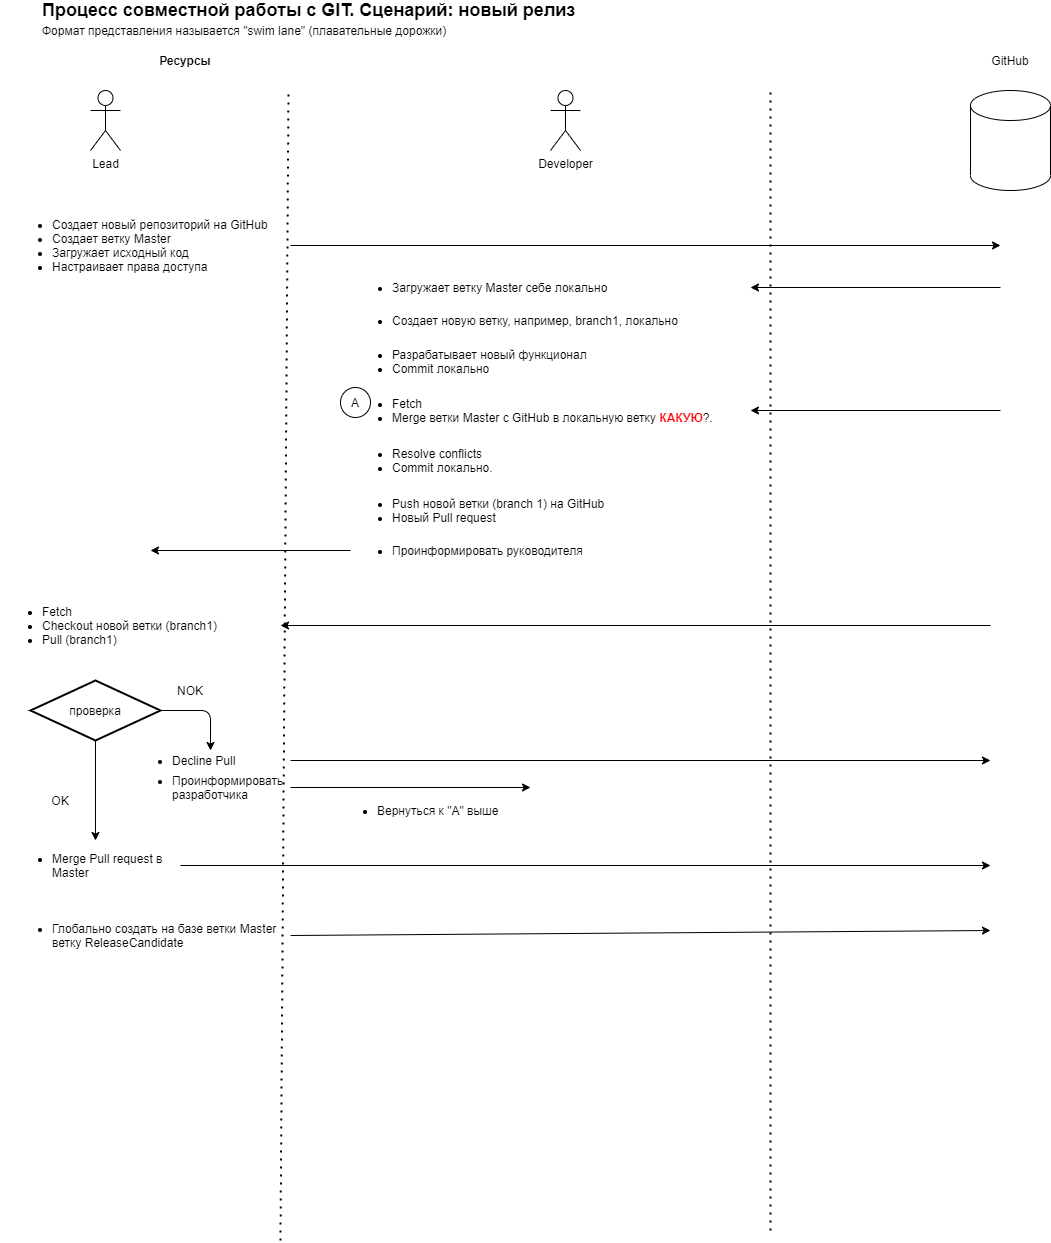 Процесс совместной работы с GIT. Сценарий: новый релиз
Формат представления называется "swim lane" (плавательные дорожки)
Ресурсы
GitHub
Lead
Developer
Создает новый репозиторий на GitHub
Создает ветку Master
Загружает исходный код
Настраивает права доступа
Загружает ветку Master себе локально
Создает новую ветку, например, branch1, локально
Разрабатывает новый функционал
Commit локально
A
Fetch
Merge ветки Master с GitHub в локальную ветку КАКУЮ?.
Resolve conflicts
Commit локально.
Push новой ветки (branch 1) на GitHub
Новый Pull request
Проинформировать руководителя
Fetch
Checkout новой ветки (branch1)
Pull (branch1)
NOK
проверка
Decline Pull
Проинформировать
разработчика
OK
Вернуться к "А" выше
Merge Pull request в
Master
Глобально создать на базе ветки Master
ветку ReleaseCandidate